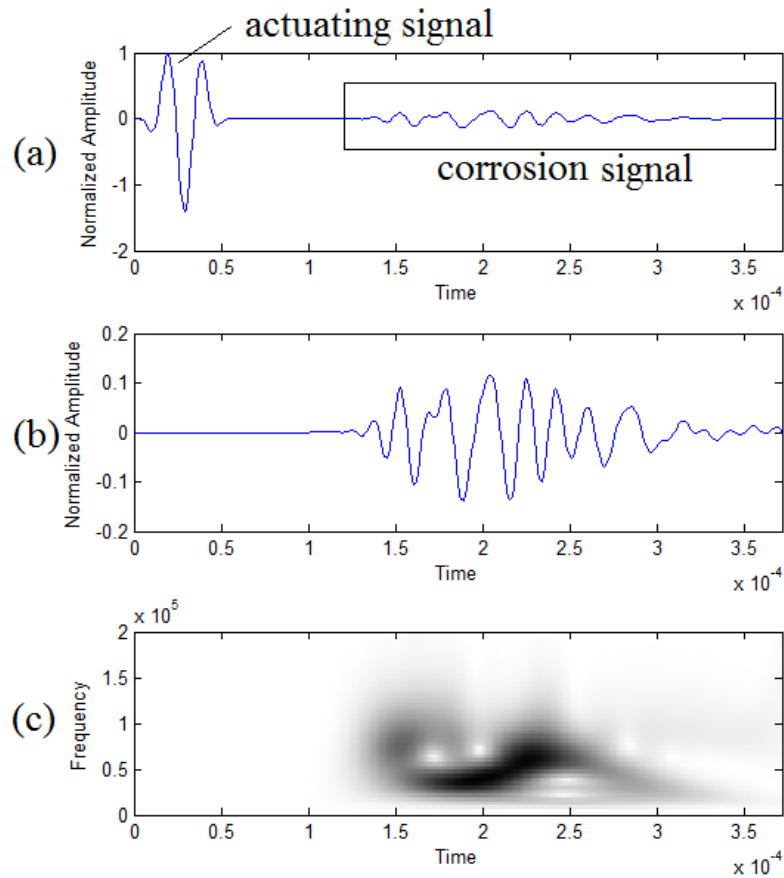 actuating signal
(a)
Normalized Amplitude
1
0
-1
-2
corrosion signal
0 0.5 1 1.5 2 2.5 3 3.5
Time
x 10^-4
(b)
Normalized Amplitude
0.2
0.1
0
-0.1
-0.2
0 0.5 1 1.5 2 2.5 3 3.5
Time
x 10^-4
x 10^5
(c)
Frequency
2
1.5
1
0.5
0
0 0.5 1 1.5 2 2.5 3 3.5
Time
x 10^-4